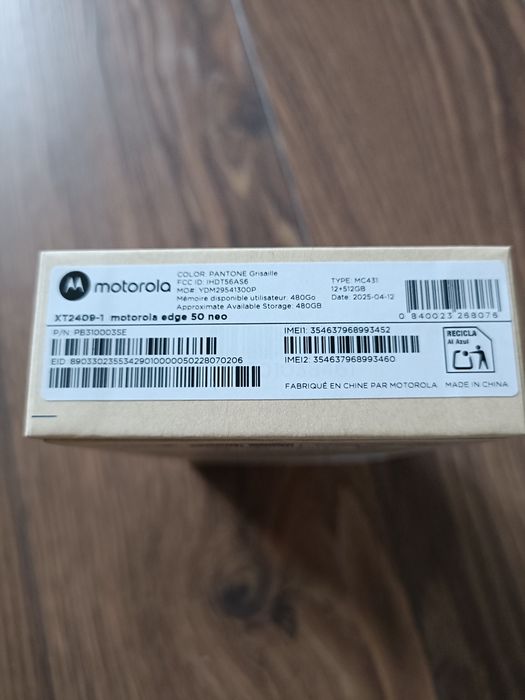 motorola
COLOR: PANTONE Grisaille
FCC ID: IHDT56AS6
MO#: YDM29541300P
Mémoire disponible utilisateur: 480Go
Approximate Available Storage: 480GB
TYPE: MC431
12+512GB
Date: 2025-04-12
0 840023 268076
XT2409-1 motorola edge 50 neo
P/N: PB310003SE
EID: 89033023553429010000050228070206
IMEI1: 354637968993452
IMEI2: 354637968993460
RECICLA
Al Azul
FABRIQUÉ EN CHINE PAR MOTOROLA MADE IN CHINA